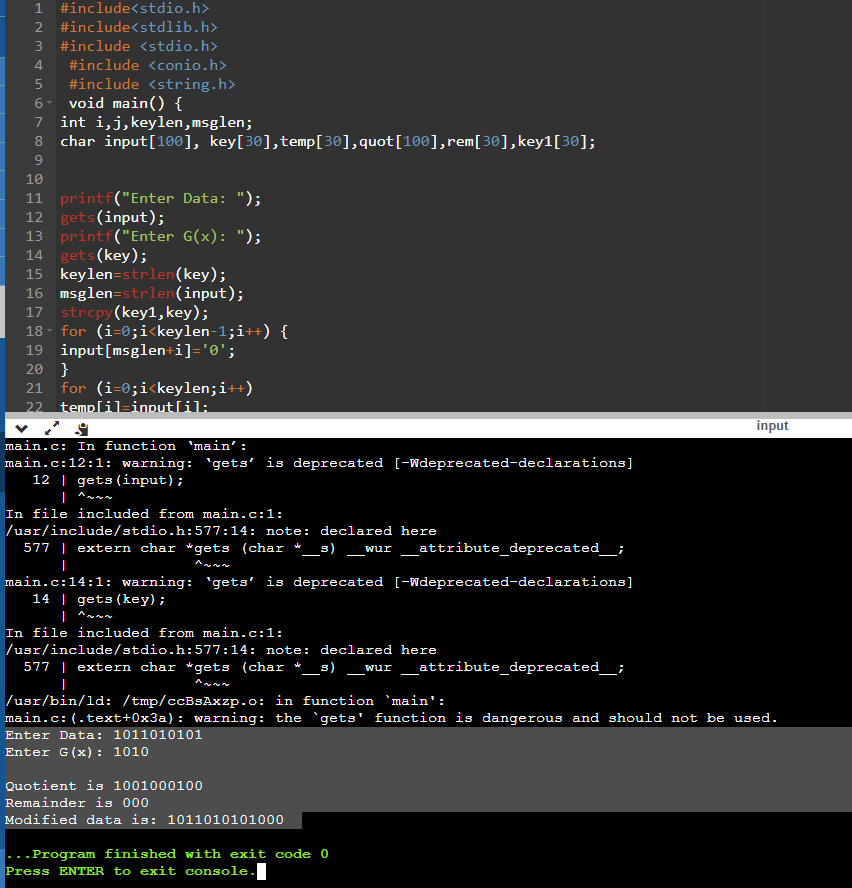 1 #include<stdio.h>
2 #include<stdlib.h>
3 #include <stdio.h>
4 #include <conio.h>
5 #include <string.h>
6 void main() {
7 int i,j,keylen,msglen;
8 char input[100], key[30],temp[30],quot[100],rem[30],key1[30];
9
10
11 printf("Enter Data: ");
12 gets(input);
13 printf("Enter G(x): ");
14 gets(key);
15 keylen=strlen(key);
16 msglen=strlen(input);
17 strcpy(key1,key);
18 for (i=0;i<keylen-1;i++) {
19 input[msglen+i]='0';
20 }
21 for (i=0;i<keylen;i++)
22 temp[i]=input[i];
input
main.c: In function ‘main’:
main.c:12:1: warning: ‘gets’ is deprecated [-Wdeprecated-declarations]
12 | gets(input);
| ^~~~
In file included from main.c:1:
/usr/include/stdio.h:577:14: note: declared here
577 | extern char *gets (char *__s) __wur __attribute_deprecated__;
| ^~~~
main.c:14:1: warning: ‘gets’ is deprecated [-Wdeprecated-declarations]
14 | gets(key);
| ^~~~
In file included from main.c:1:
/usr/include/stdio.h:577:14: note: declared here
577 | extern char *gets (char *__s) __wur __attribute_deprecated__;
| ^~~~
/usr/bin/ld: /tmp/ccBsAxzp.o: in function `main':
main.c:(.text+0x3a): warning: the `gets' function is dangerous and should not be used.
Enter Data: 1011010101
Enter G(x): 1010
Quotient is 1001000100
Remainder is 000
Modified data is: 1011010101000
...Program finished with exit code 0
Press ENTER to exit console.